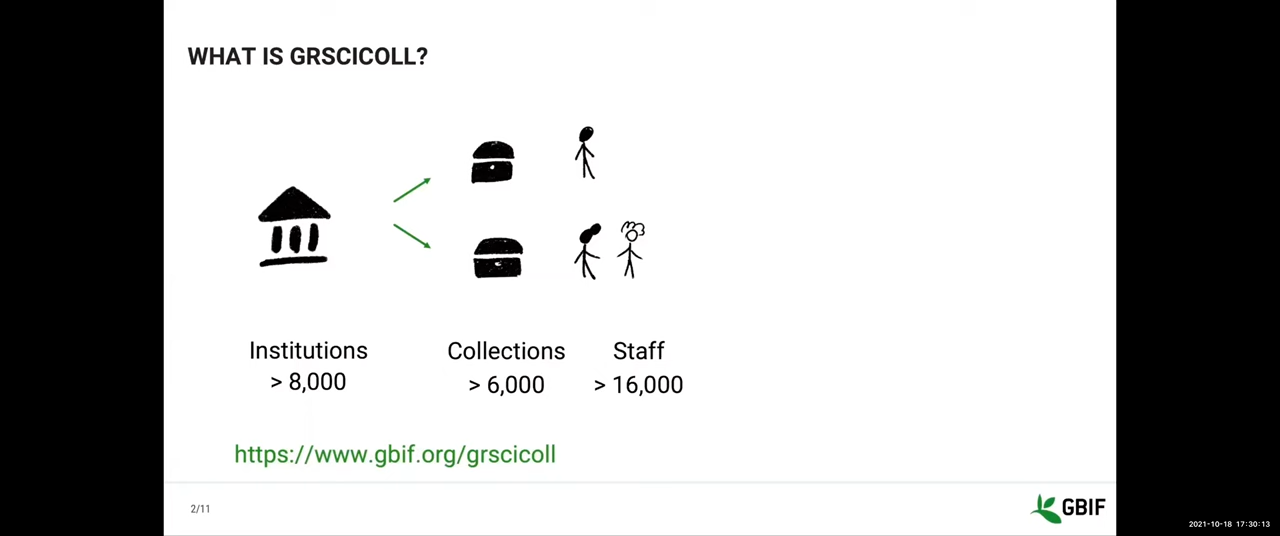 WHAT IS GRSCICOLL?
Institutions
> 8,000
Collections
> 6,000
Staff
> 16,000
https://www.gbif.org/grscicoll
2/11
GBIF
2021-10-18 17:30:13